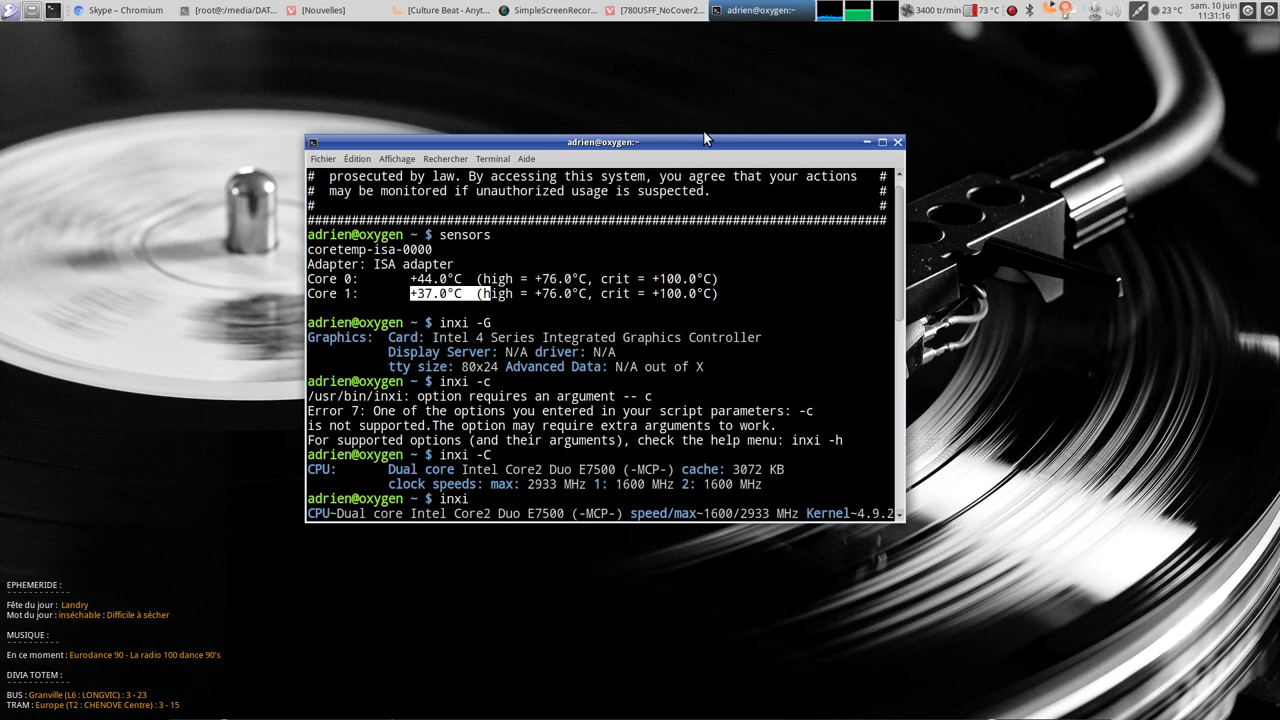 Skype – Chromium
[root@:/media/DAT...
[Nouvelles]
[Culture Beat - Anyt...
SimpleScreenRecor...
[780USFF_NoCover2...
adrien@oxygen:~
3400 tr/min
73 °C
23 °C
sam. 10 juin
11:31:16
adrien@oxygen:~
Fichier Édition Affichage Rechercher Terminal Aide
#  prosecuted by law. By accessing this system, you agree that your actions   #
#  may be monitored if unauthorized usage is suspected.                       #
#                                                                             #
###############################################################################
adrien@oxygen ~ $ sensors
coretemp-isa-0000
Adapter: ISA adapter
Core 0:       +44.0°C  (high = +76.0°C, crit = +100.0°C)
Core 1:       +37.0°C  (high = +76.0°C, crit = +100.0°C)
adrien@oxygen ~ $ inxi -G
Graphics:  Card: Intel 4 Series Integrated Graphics Controller
Display Server: N/A driver: N/A
tty size: 80x24 Advanced Data: N/A out of X
adrien@oxygen ~ $ inxi -c
/usr/bin/inxi: option requires an argument -- c
Error 7: One of the options you entered in your script parameters: -c
is not supported.The option may require extra arguments to work.
For supported options (and their arguments), check the help menu: inxi -h
adrien@oxygen ~ $ inxi -C
CPU:       Dual core Intel Core2 Duo E7500 (-MCP-) cache: 3072 KB
clock speeds: max: 2933 MHz 1: 1600 MHz 2: 1600 MHz
adrien@oxygen ~ $ inxi
CPU~Dual core Intel Core2 Duo E7500 (-MCP-) speed/max~1600/2933 MHz Kernel~4.9.2
EPHEMERIDE :
Fête du jour : Landry
Mot du jour : inséchable : Difficile à sécher
MUSIQUE :
En ce moment : Eurodance 90 - La radio 100 dance 90's
DIVIA TOTEM :
BUS : Granville (L6 : LONGVIC) : 3 - 23
TRAM : Europe (T2 : CHENOVE Centre) : 3 - 15